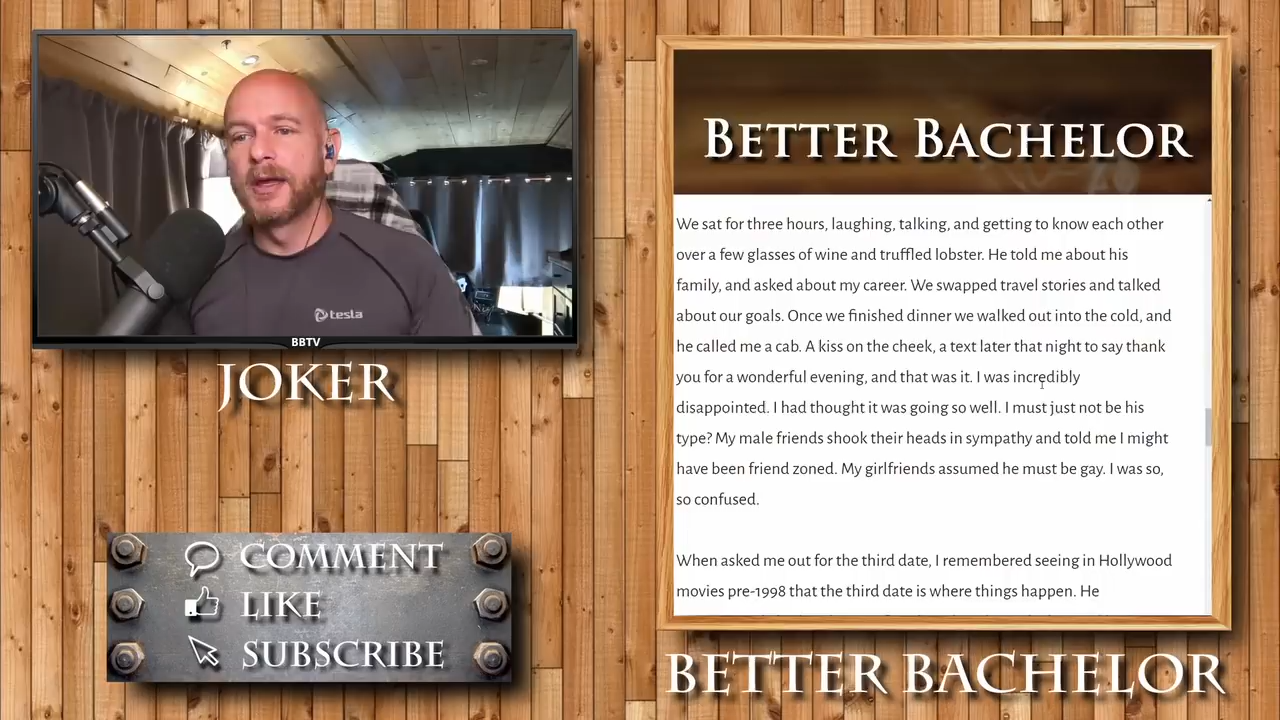 tesla
BBTV
JOKER
COMMENT
LIKE
SUBSCRIBE
BETTER BACHELOR
We sat for three hours, laughing, talking, and getting to know each other
over a few glasses of wine and truffled lobster. He told me about his
family, and asked about my career. We swapped travel stories and talked
about our goals. Once we finished dinner we walked out into the cold, and
he called me a cab. A kiss on the cheek, a text later that night to say thank
you for a wonderful evening, and that was it. I was incredibly
disappointed. I had thought it was going so well. I must just not be his
type? My male friends shook their heads in sympathy and told me I might
have been friend zoned. My girlfriends assumed he must be gay. I was so,
so confused.
When asked me out for the third date, I remembered seeing in Hollywood
movies pre-1998 that the third date is where things happen. He
BETTER BACHELOR